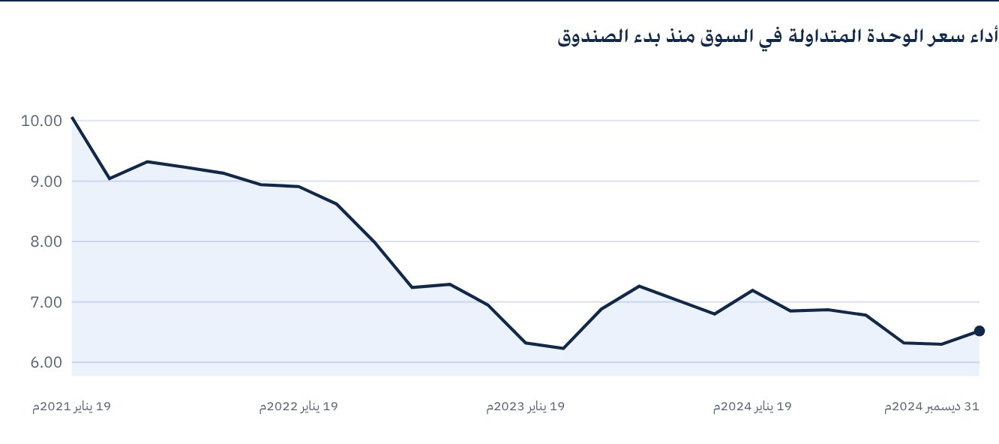 أداء سعر الوحدة المتداولة في السوق منذ بدء الصندوق
10.00
9.00
8.00
7.00
6.00
19 يناير 2021م
19 يناير 2022م
19 يناير 2023م
19 يناير 2024م
31 ديسمبر 2024م